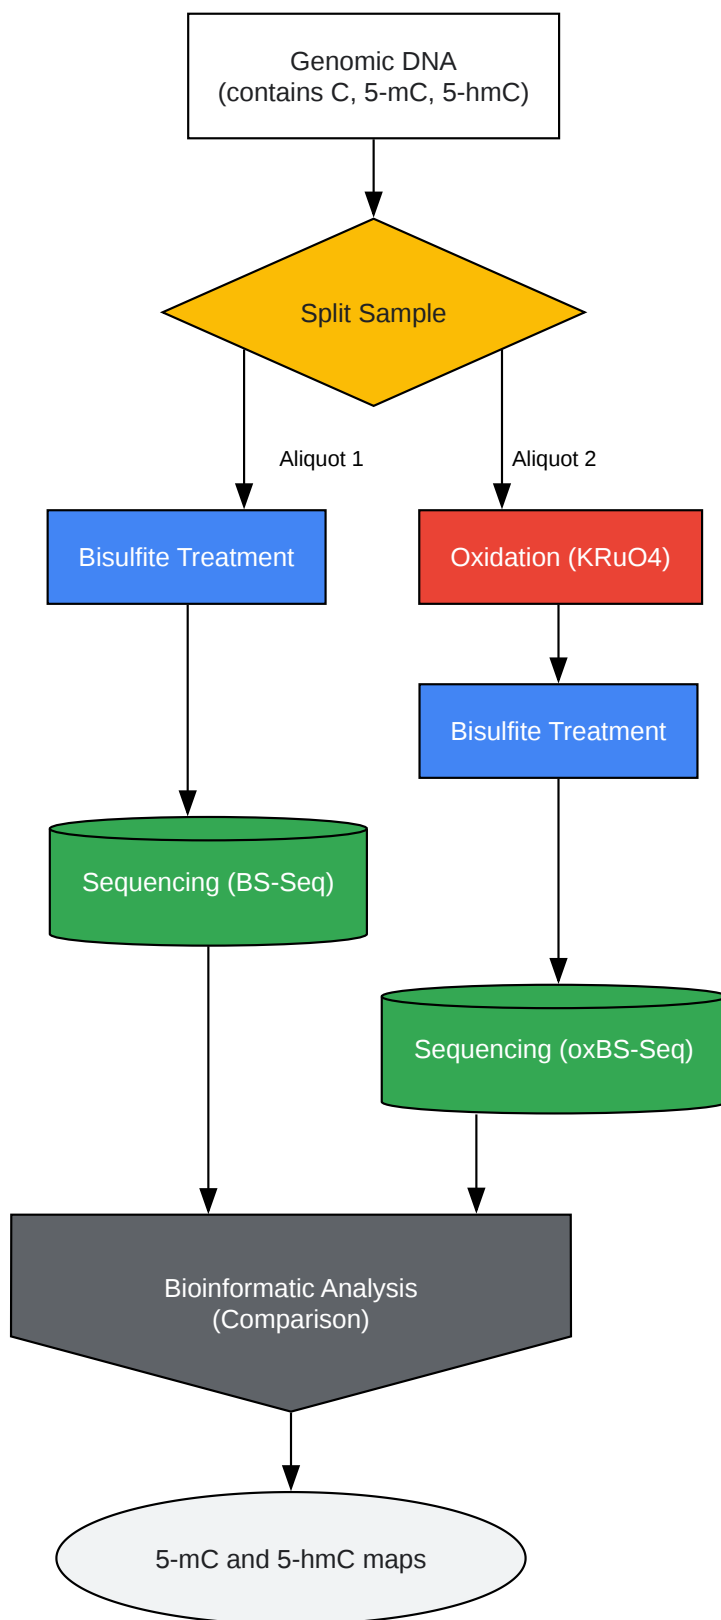 Genomic DNA
(contains C, 5-mC, 5-hmC)
Split Sample
Aliquot 1
Aliquot 2
Bisulfite Treatment
Oxidation (KRuO4)
Bisulfite Treatment
Sequencing (BS-Seq)
Sequencing (oxBS-Seq)
Bioinformatic Analysis
(Comparison)
5-mC and 5-hmC maps